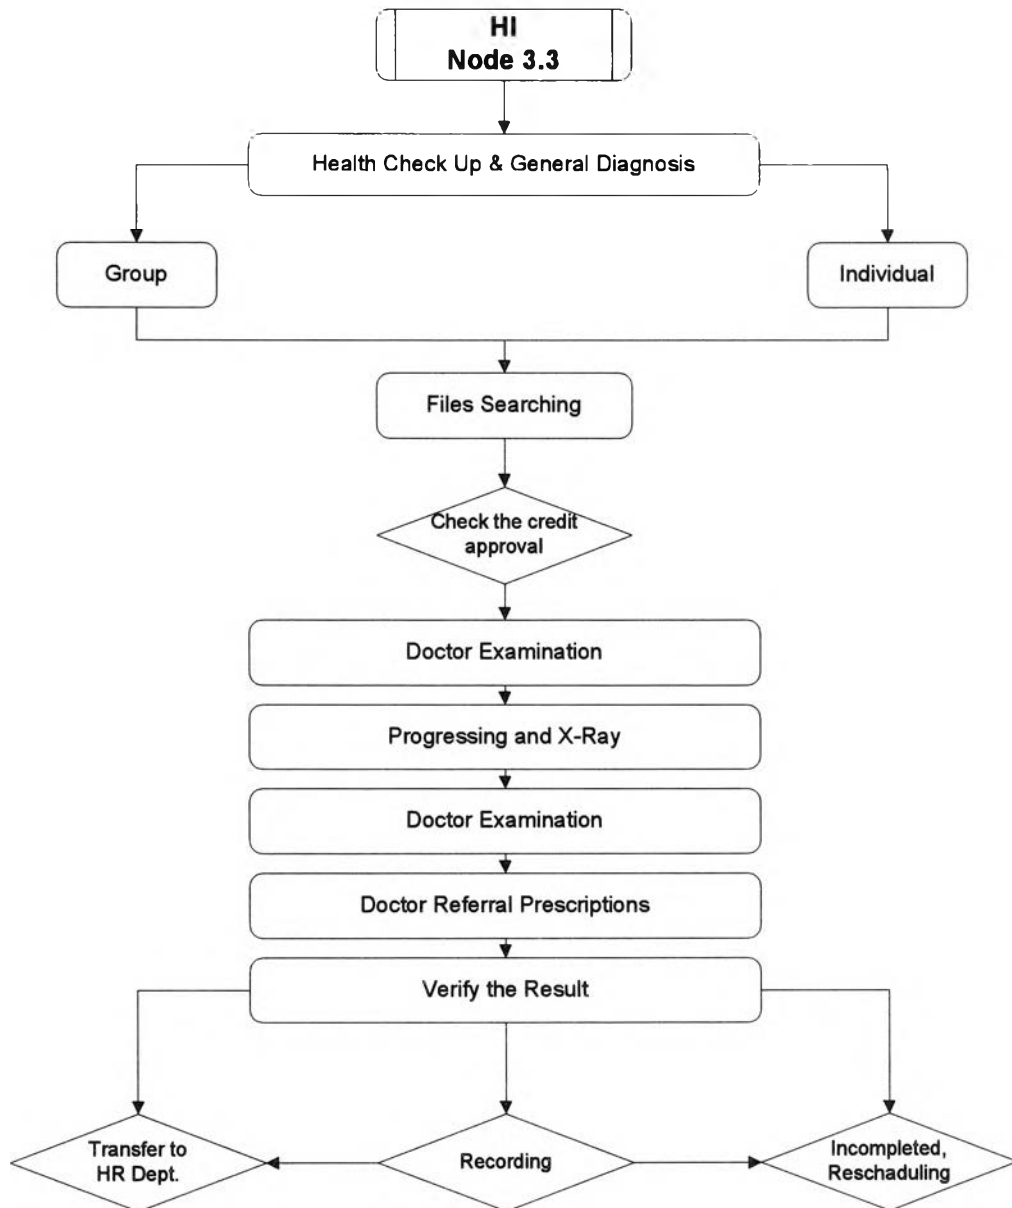 HI
Node 3.3
Health Check Up & General Diagnosis
Group
Individual
Files Searching
Check the credit
approval
Doctor Examination
Progressing and X-Ray
Doctor Examination
Doctor Referral Prescriptions
Verify the Result
Transfer to
HR Dept.
Recording
Incompleted,
Reschaduling